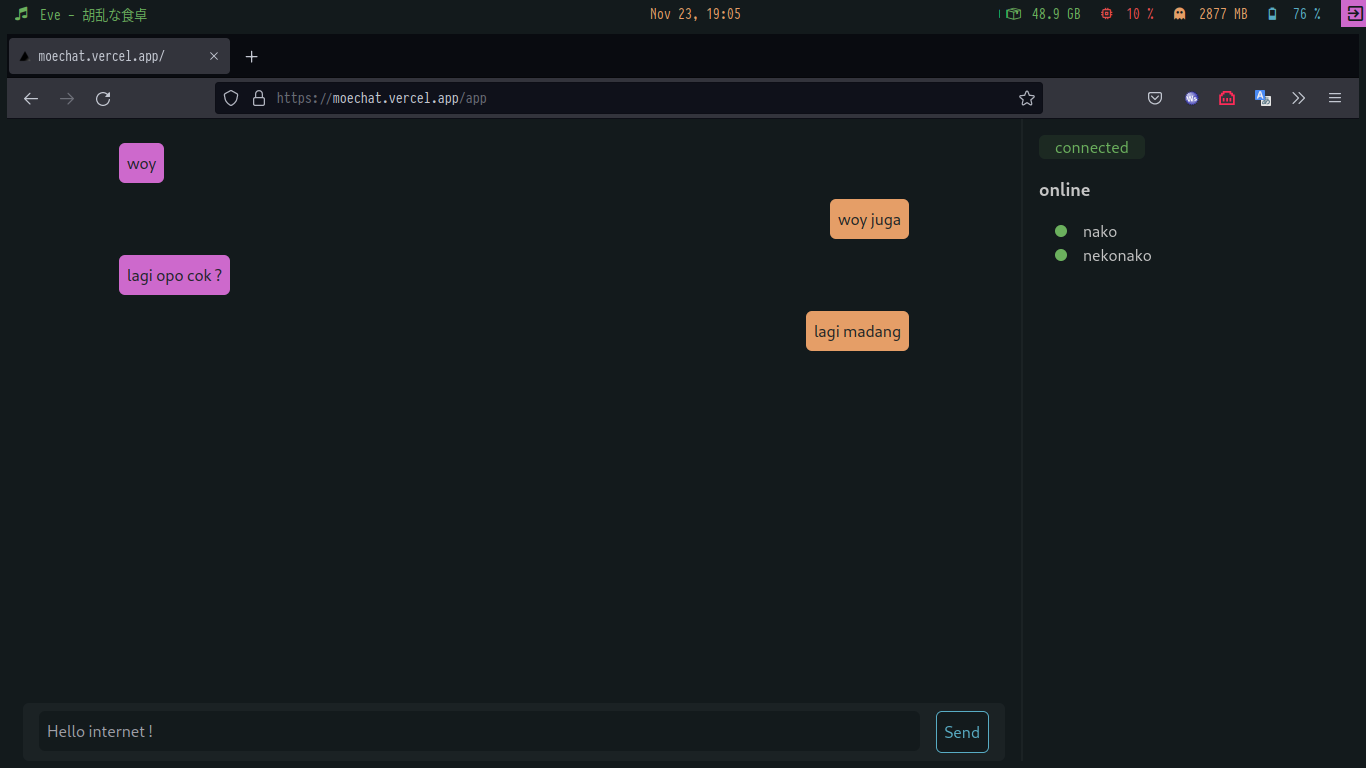 Eve - 胡乱な食卓
Nov 23, 19:05
48.9 GB 10 % 2877 MB 76 %
moechat.vercel.app/
https://moechat.vercel.app/app
woy
woy juga
lagi opo cok ?
lagi madang
connected
online
nako
nekonako
Hello internet !
Send